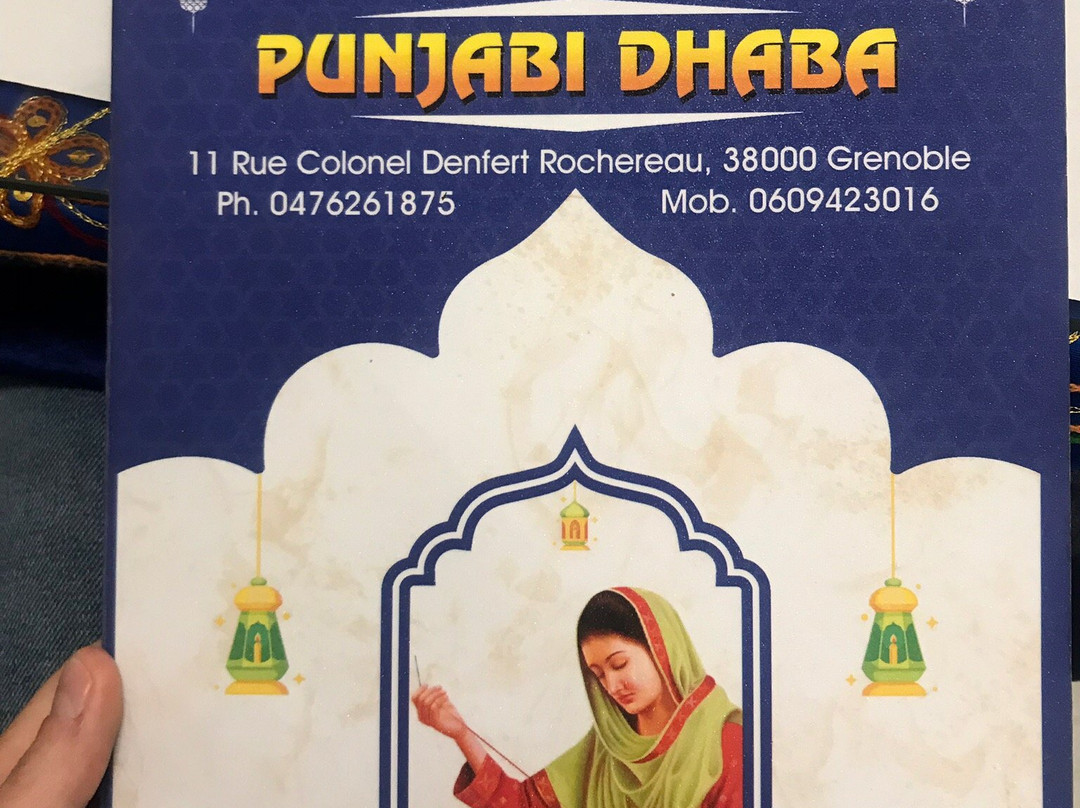 PUNJABI DHABA
11 Rue Colonel Denfert Rochereau, 38000 Grenoble
Ph. 0476261875 Mob. 0609423016